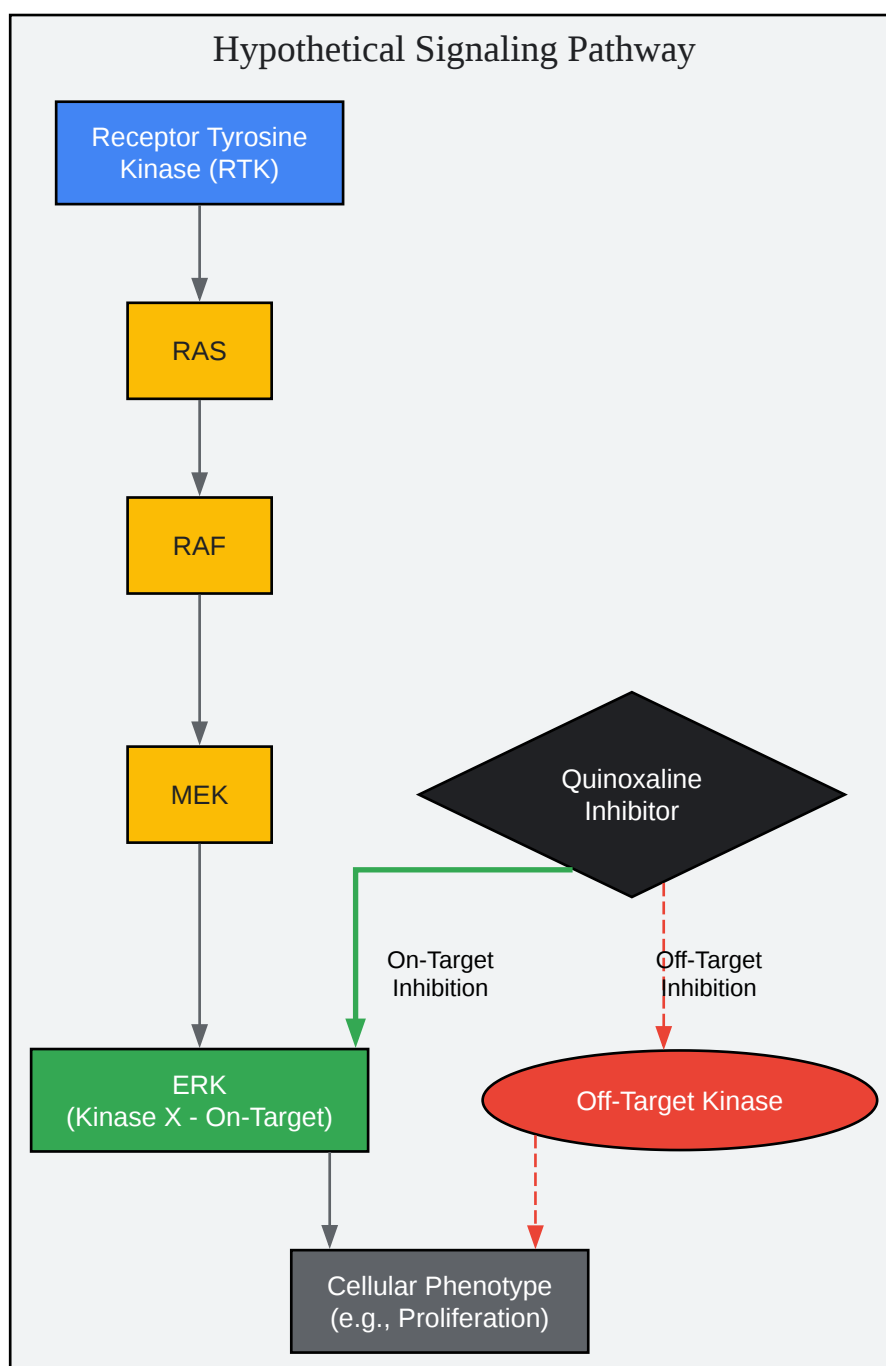 Hypothetical Signaling Pathway
Receptor Tyrosine
Kinase (RTK)
RAS
RAF
MEK
Quinoxaline
Inhibitor
On-Target
Inhibition
Off-Target
Inhibition
ERK
(Kinase X - On-Target)
Off-Target Kinase
Cellular Phenotype
(e.g., Proliferation)